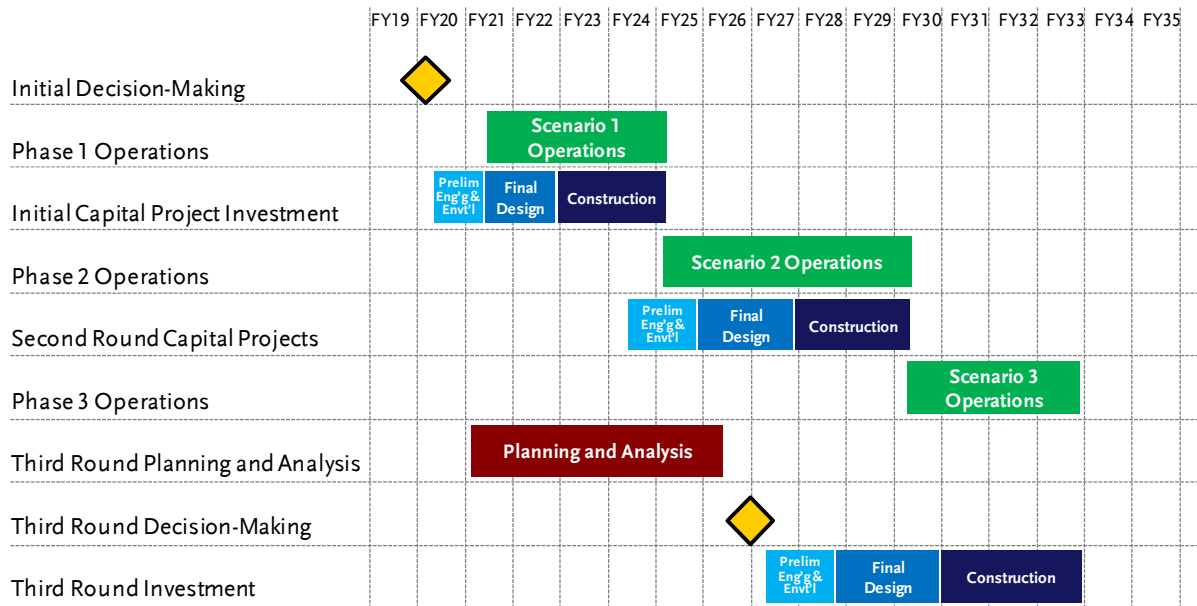 FY19 FY20 FY21 FY22 FY23 FY24 FY25 FY26 FY27 FY28 FY29 FY30 FY31 FY32 FY33 FY34 FY35
Initial Decision-Making
Phase 1 Operations
Scenario 1
Operations
Initial Capital Project Investment
Prelim
Eng'g &
Envt'l
Final
Design
Construction
Phase 2 Operations
Scenario 2 Operations
Second Round Capital Projects
Prelim
Eng'g &
Envt'l
Final
Design
Construction
Phase 3 Operations
Scenario 3
Operations
Third Round Planning and Analysis
Planning and Analysis
Third Round Decision-Making
Third Round Investment
Prelim
Eng'g &
Envt'l
Final
Design
Construction